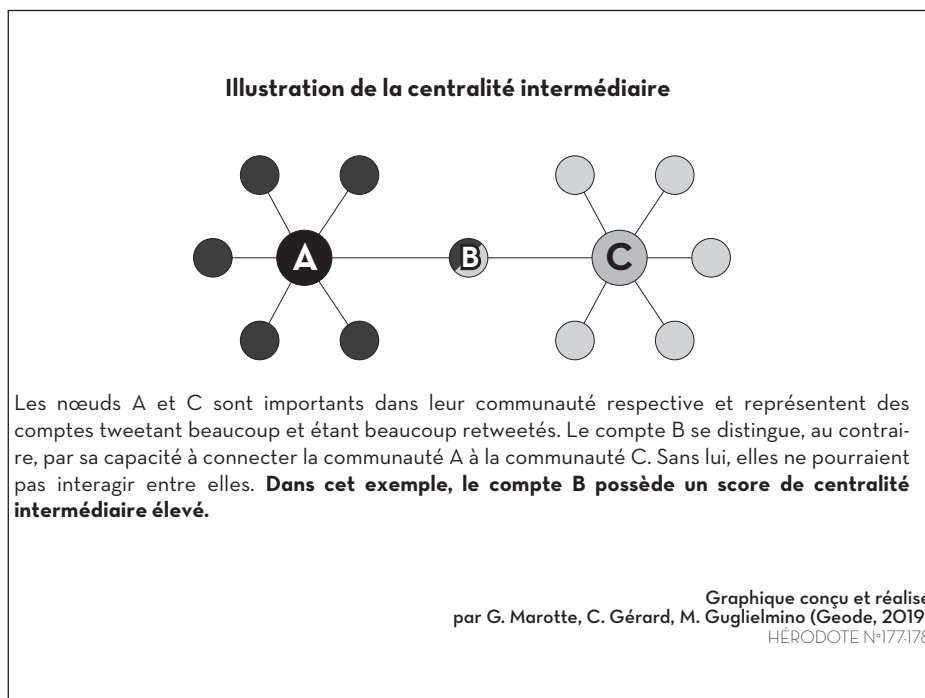 Illustration de la centralité intermédiaire
A
B
C
Les nœuds A et C sont importants dans leur communauté respective et représentent des
comptes tweetant beaucoup et étant beaucoup retweetés. Le compte B se distingue, au contrai-
re, par sa capacité à connecter la communauté A à la communauté C. Sans lui, elles ne pourraient
pas interagir entre elles. Dans cet exemple, le compte B possède un score de centralité
intermédiaire élevé.
Graphique conçu et réalisé
par G. Marotte, C. Gérard, M. Guglielmino (Geode, 2019
HÉRODOTE N°177-178